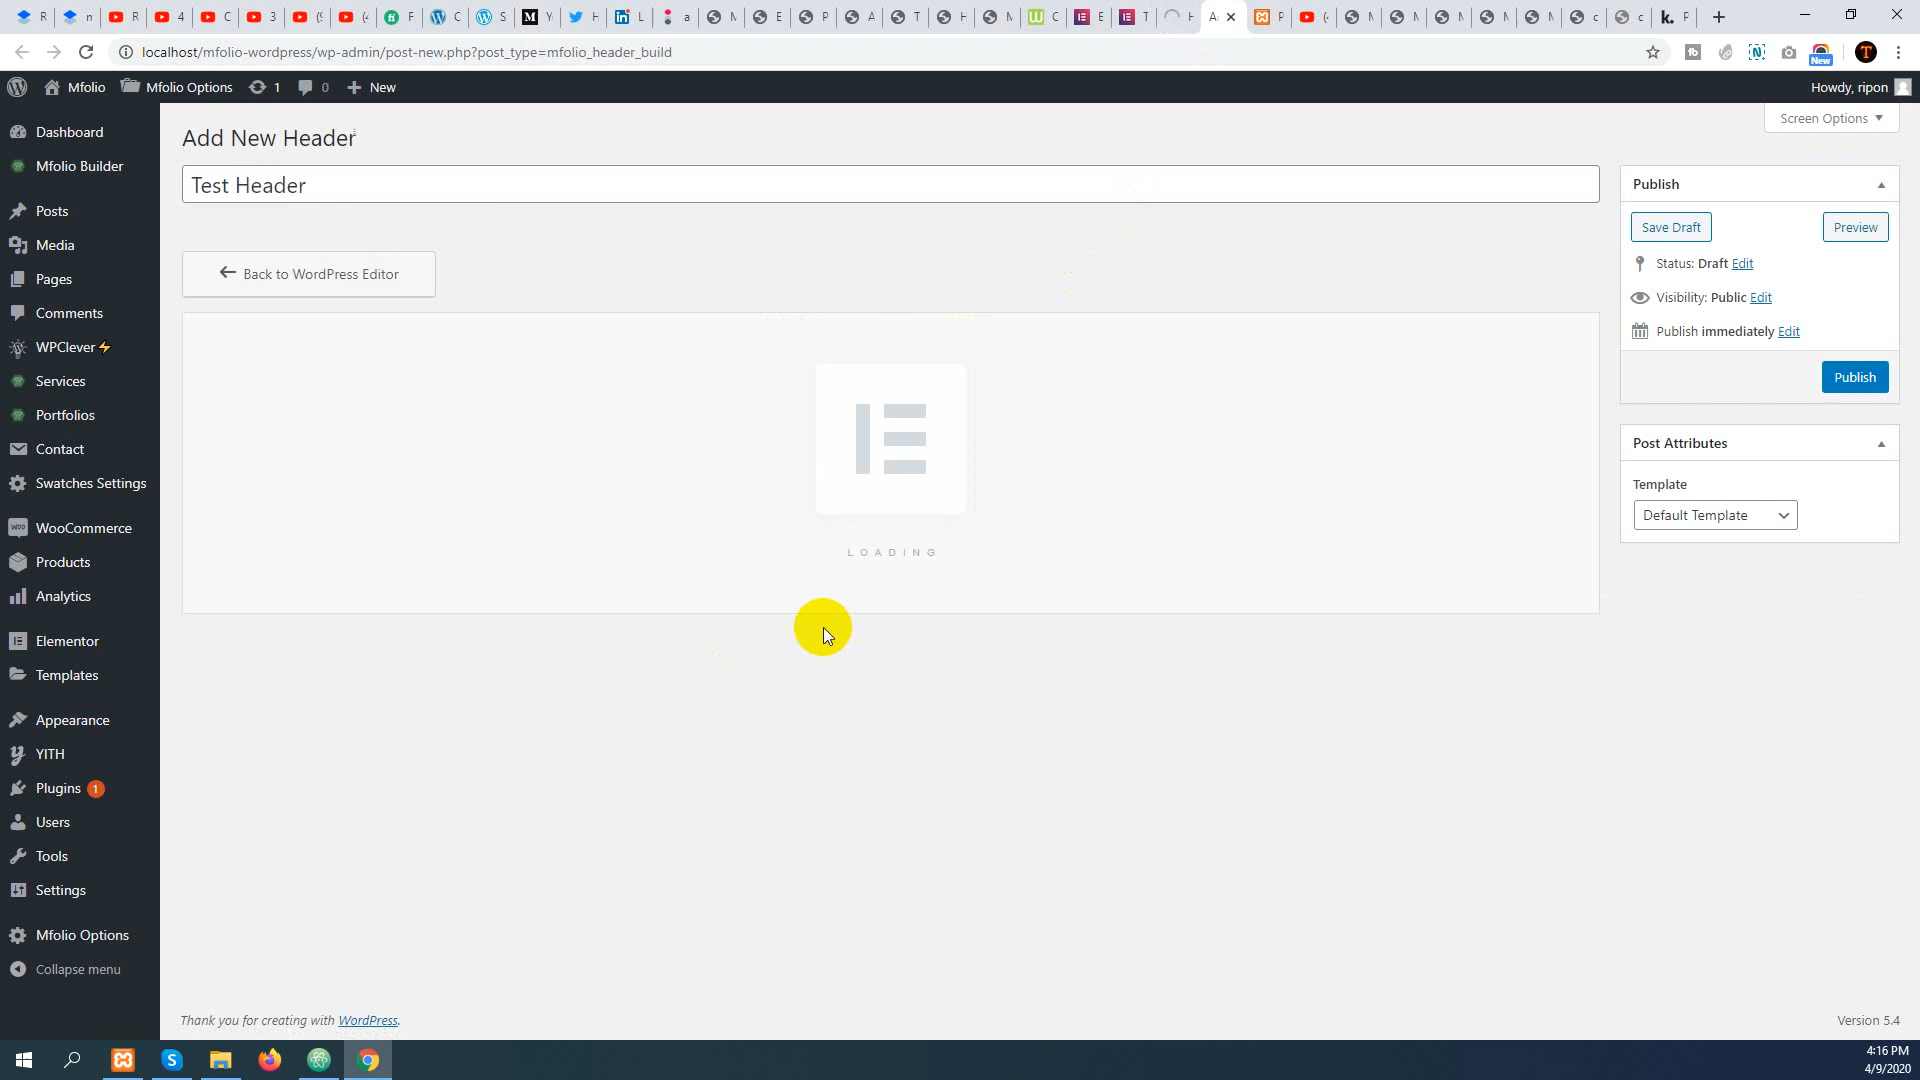 localhost/mfolio-wordpress/wp-admin/post-new.php?post_type=mfolio_header_build
New
Mfolio
Mfolio Options
1
0
New
Howdy, ripon
Screen Options
Dashboard
Mfolio Builder
Posts
Media
Pages
Comments
WPClever⚡
Services
Portfolios
Contact
Swatches Settings
WooCommerce
Products
Analytics
Elementor
Templates
Appearance
YITH
Plugins 1
Users
Tools
Settings
Mfolio Options
Collapse menu
Add New Header
Test Header
Back to WordPress Editor
LOADING
Publish
Save Draft
Preview
Status: Draft Edit
Visibility: Public Edit
Publish immediately Edit
Publish
Post Attributes
Template
Default Template
Thank you for creating with WordPress.
Version 5.4
4:16 PM
4/9/2020